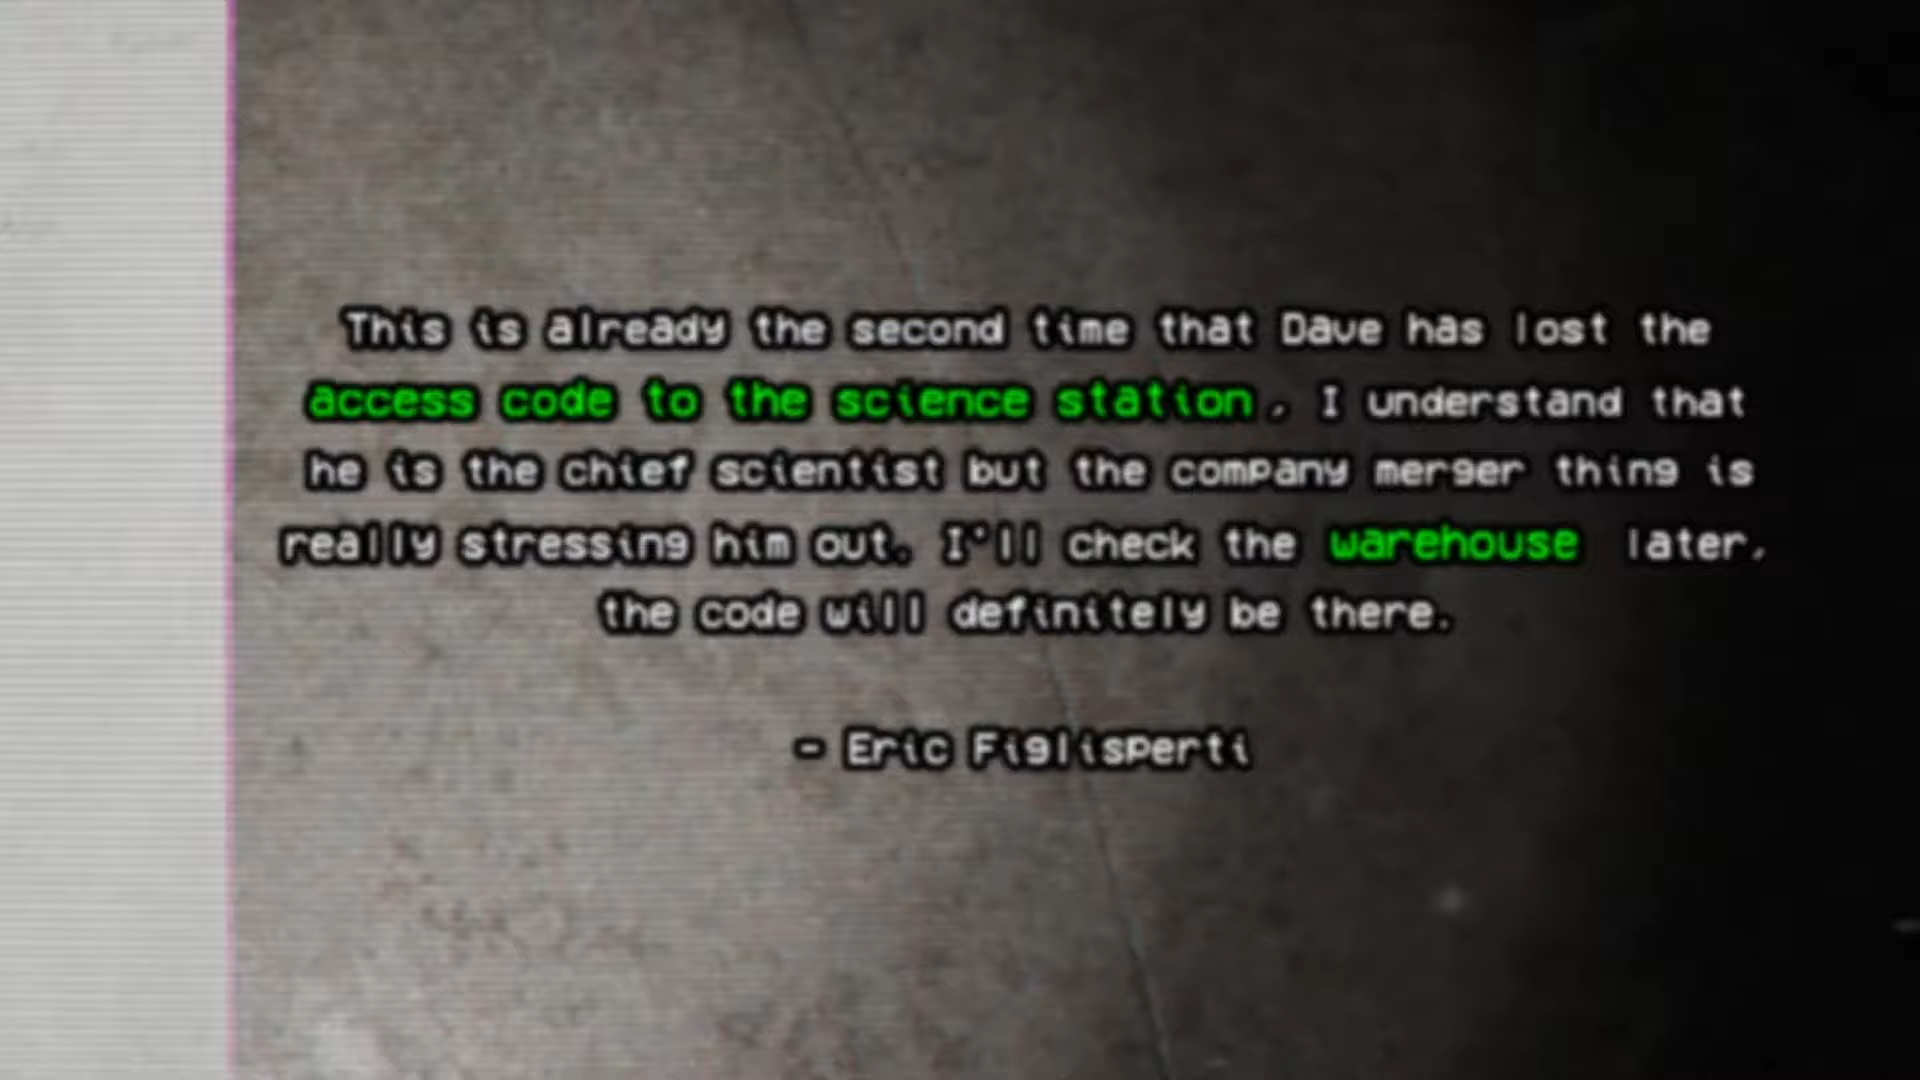 This is already the second time that Dave has lost the
access code to the science station, I understand that
he is the chief scientist but the company merger thing is
really stressing him out. I'll check the warehouse later,
the code will definitely be there.
- Eric Figlisperti